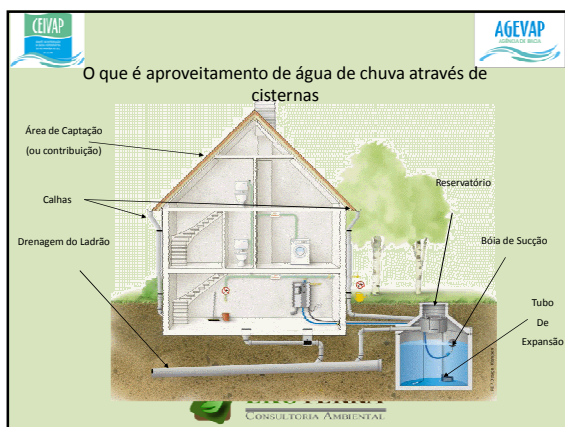 CEIVAP
AGEVAP
O que é aproveitamento de água de chuva através de
cisternas
Área de Captação
(ou contribuição)
Calhas
Drenagem do Ladrão
Reservatório
Bóia de Sucção
Tubo
De
Expansão
CONSULTORIA AMBIENTAL